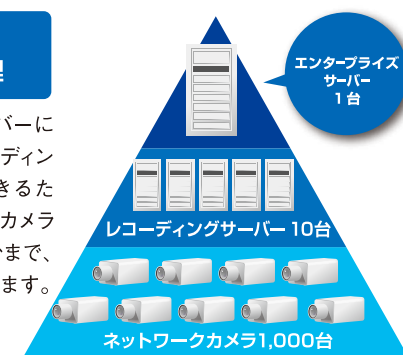 バーに
ディン
きるた
カメラ
まで、
ます。
エンタープライズ
サーバー
1台
レコーディングサーバー 10台
ネットワークカメラ1,000台